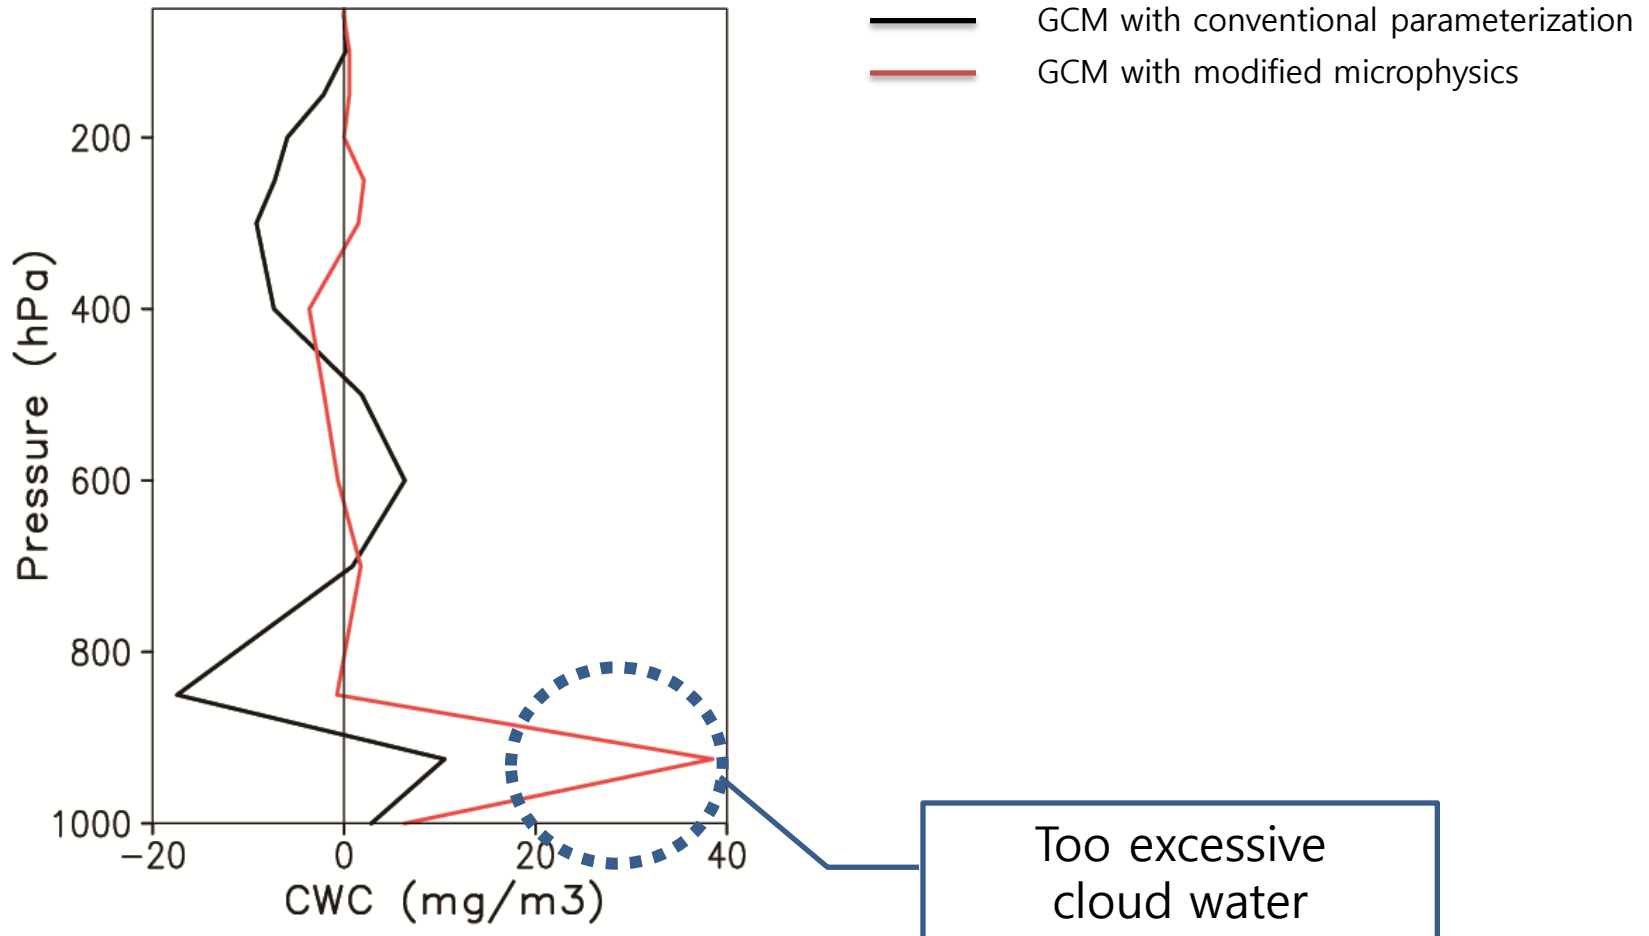 GCM with conventional parameterization
GCM with modified microphysics
Pressure (hPa)
200
400
600
800
1000
−20 0 20 40
CWC (mg/m3)
Too excessive
cloud water